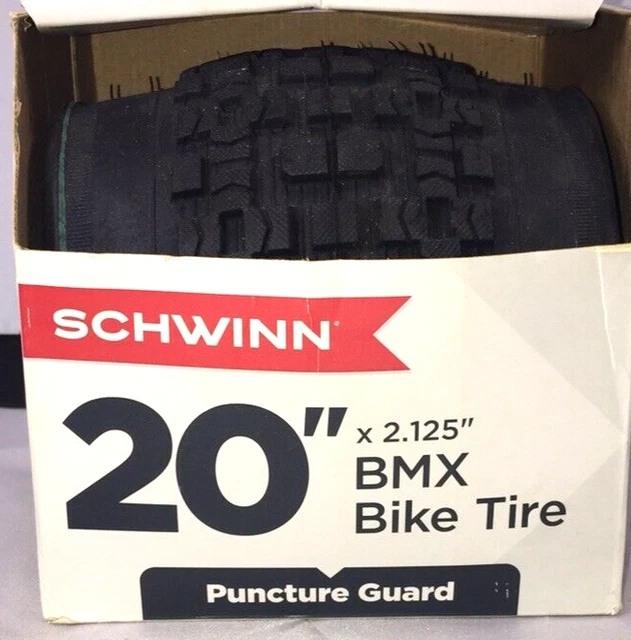 SCHWINN
20" x 2.125"
BMX
Bike Tire
Puncture Guard